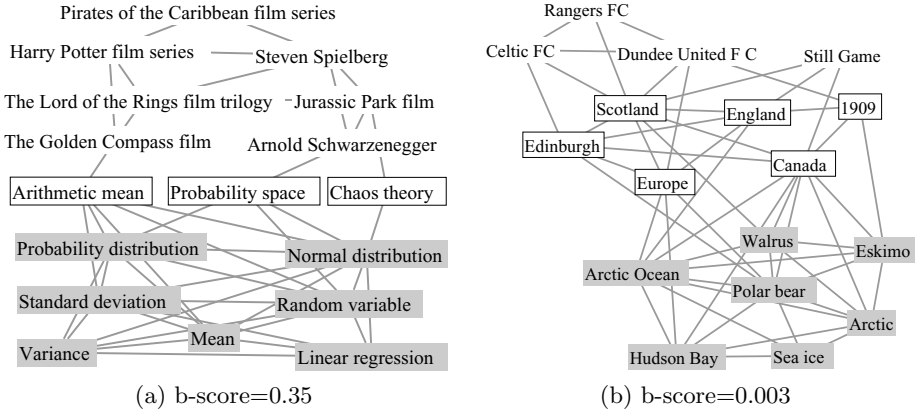 Pirates of the Caribbean film series
Harry Potter film series
Steven Spielberg
The Lord of the Rings film trilogy
Jurassic Park film
The Golden Compass film
Arnold Schwarzenegger
Arithmetic mean
Probability space
Chaos theory
Probability distribution
Normal distribution
Standard deviation
Random variable
Mean
Variance
Linear regression
(a) b-score=0.35
Rangers FC
Celtic FC
Dundee United F C
Still Game
Scotland
England
1909
Edinburgh
Canada
Europe
Walrus
Eskimo
Arctic Ocean
Polar bear
Arctic
Hudson Bay
Sea ice
(b) b-score=0.003